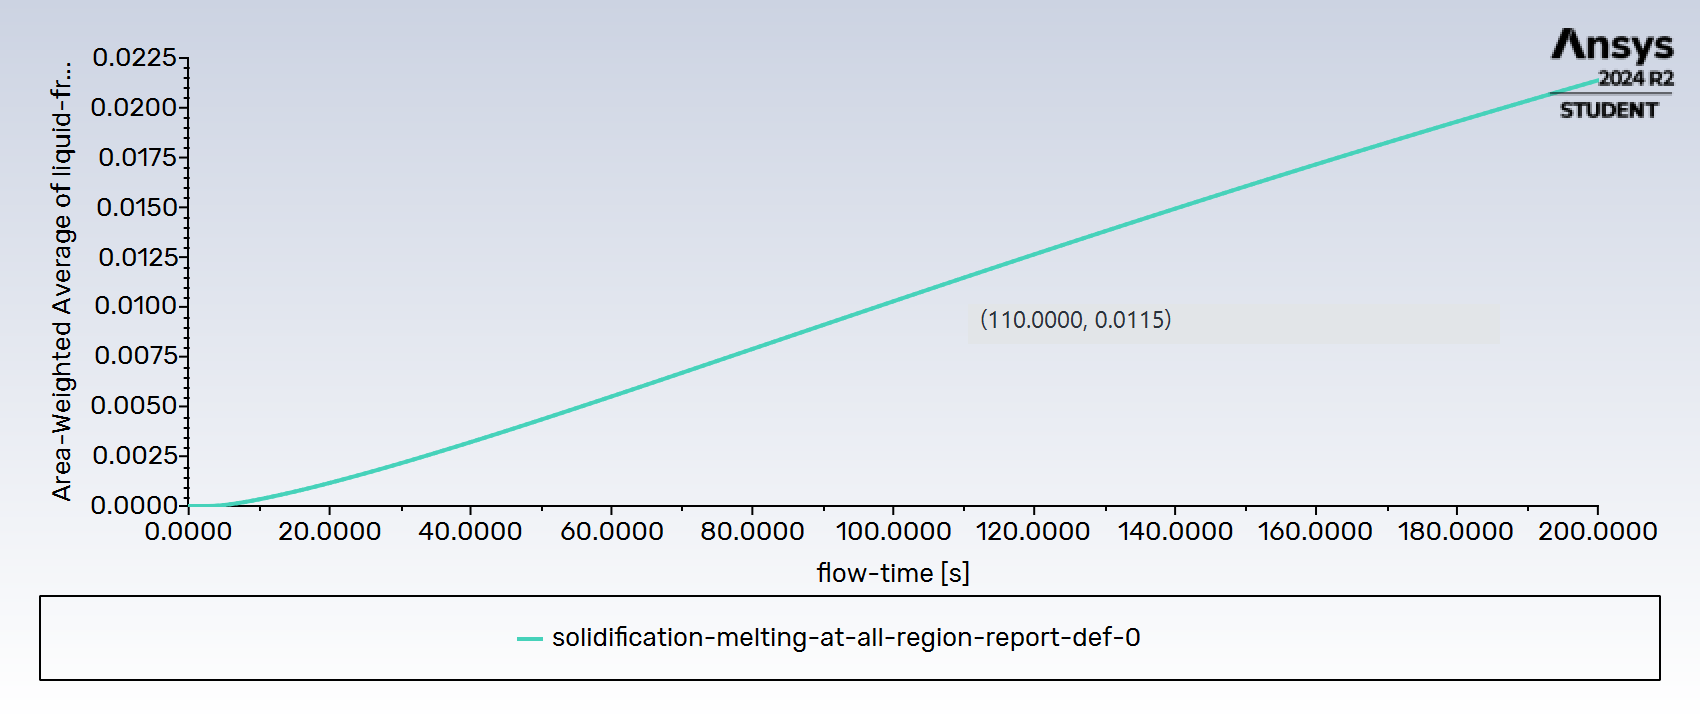 Ansys
2024 R2
STUDENT
Area-Weighted Average of liquid-fr...
0.0225
0.0200
0.0175
0.0150
0.0125
0.0100
0.0075
0.0050
0.0025
0.0000
(110.0000, 0.0115)
0.0000 20.0000 40.0000 60.0000 80.0000 100.0000 120.0000 140.0000 160.0000 180.0000 200.0000
flow-time [s]
solidification-melting-at-all-region-report-def-0